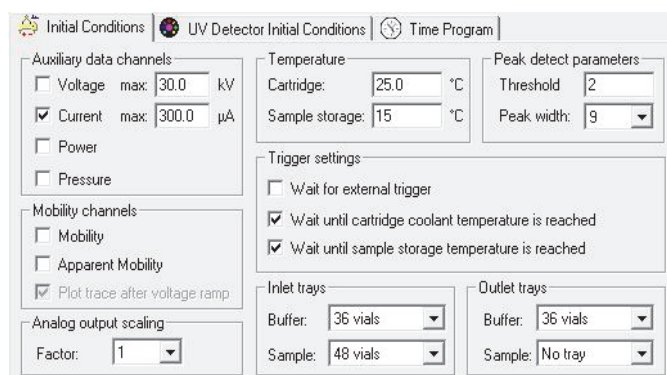 Initial Conditions UV Detector Initial Conditions Time Program
Auxiliary data channels
Voltage max: 30.0 kV
Current max: 300.0 µA
Power
Pressure
Mobility channels
Mobility
Apparent Mobility
Plot trace after voltage ramp
Analog output scaling
Factor: 1
Temperature
Cartridge: 25.0 °C
Sample storage: 15 °C
Peak detect parameters
Threshold 2
Peak width: 9
Trigger settings
Wait for external trigger
Wait until cartridge coolant temperature is reached
Wait until sample storage temperature is reached
Inlet trays
Buffer: 36 vials
Sample: 48 vials
Outlet trays
Buffer: 36 vials
Sample: No tray